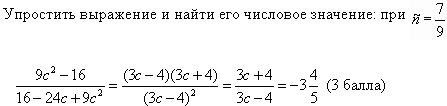 Упростить выражение и найти его числовое значение: при ñ = 7/9
(9c² − 16)/(16 − 24c + 9c²) = ((3c − 4)(3c + 4))/(3c − 4)² = (3c + 4)/(3c − 4) = −3 4/5 (3 балла)